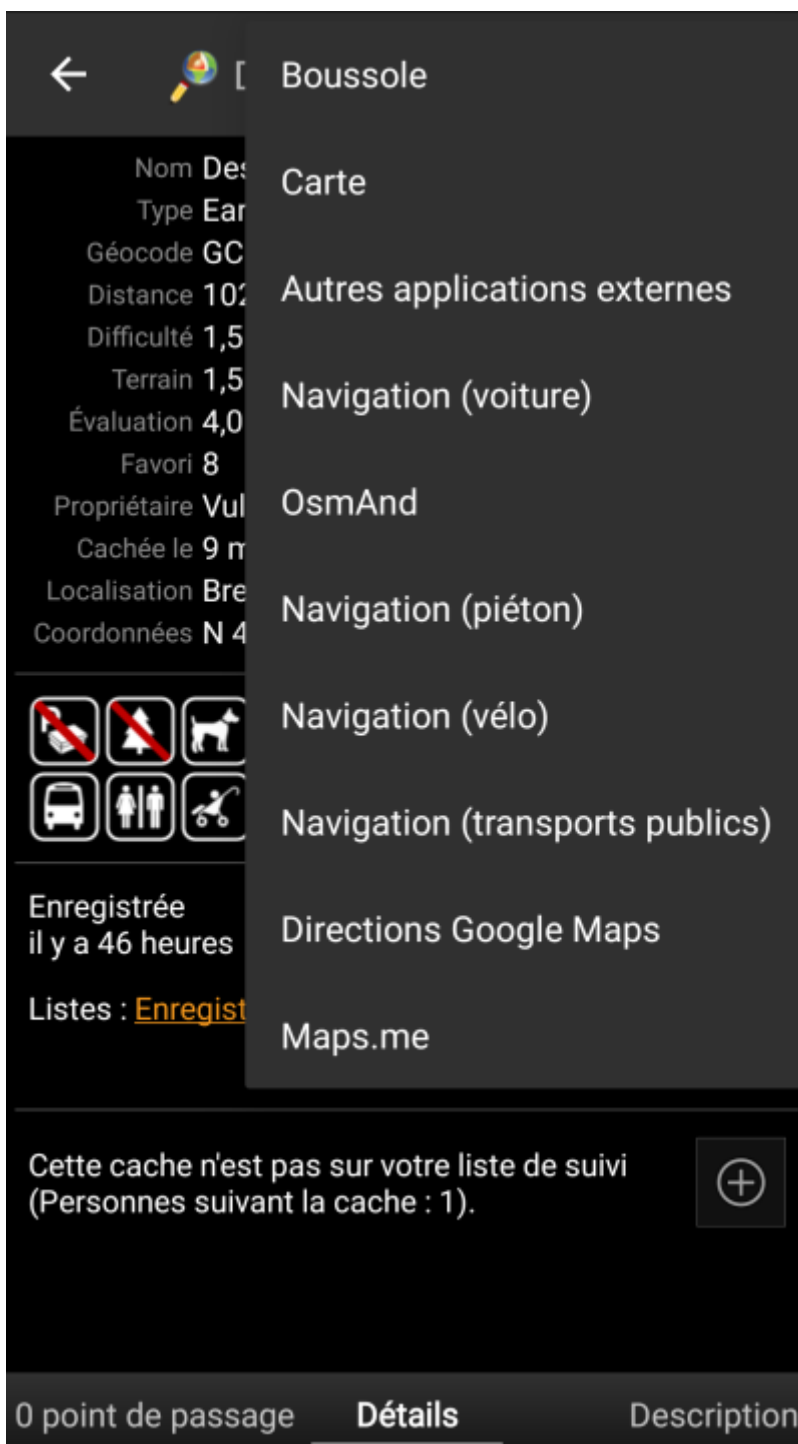 Boussole
Carte
Autres applications externes
Navigation (voiture)
OsmAnd
Navigation (piéton)
Navigation (vélo)
Navigation (transports publics)
Directions Google Maps
Maps.me
Nom
Type
Géocode GC
Distance
Difficulté 1,5
Terrain 1,5
Évaluation 4,0
Favori 8
Propriétaire
Cachée le 9
Localisation
Coordonnées N 4
Enregistrée
il y a 46 heures
Listes :
Cette cache n'est pas sur votre liste de suivi
(Personnes suivant la cache : 1).
0 point de passage Détails Description